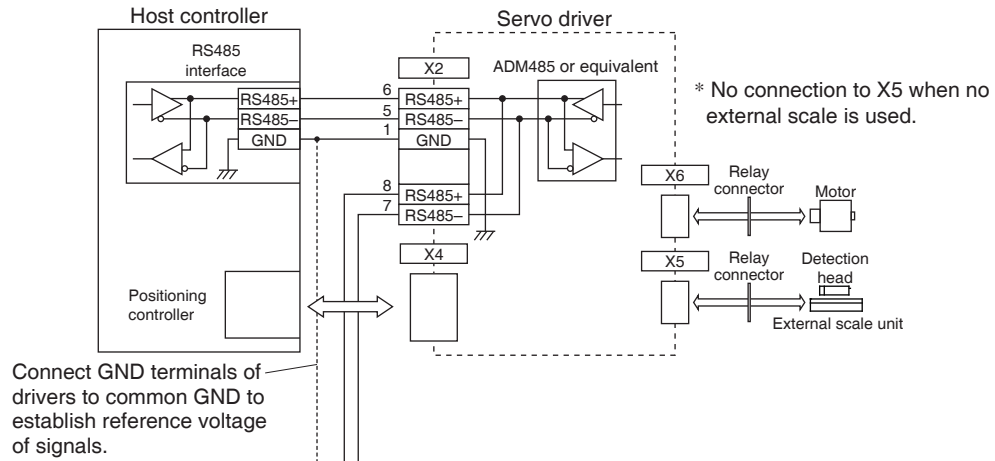 Host controller
Servo driver
RS485
interface
X2
ADM485 or equivalent
RS485+
6
RS485+
RS485–
5
RS485–
GND
1
GND
* No connection to X5 when no
external scale is used.
8
RS485+
7
RS485–
X6
Relay
connector
Motor
X4
X5
Relay
connector
Detection
head
External scale unit
Positioning
controller
Connect GND terminals of
drivers to common GND to
establish reference voltage
of signals.